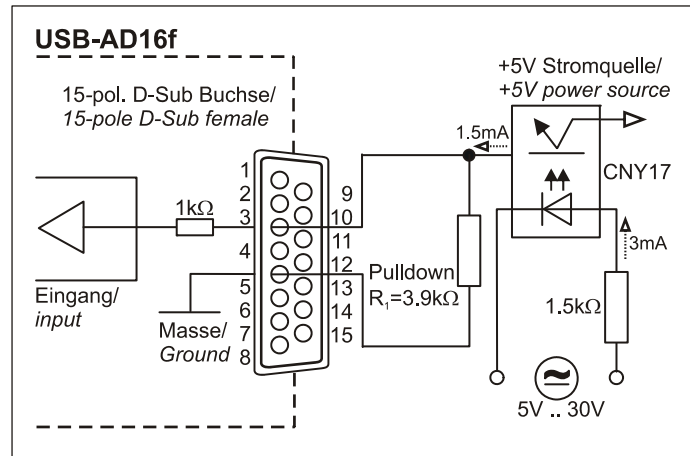 USB-AD16f
15-pol. D-Sub Buchse/
15-pole D-Sub female
+5V Stromquelle/
+5V power source
1.5mA
CNY17
1
2
3
4
5
6
7
8
9
10
11
12
13
14
15
1kΩ
3mA
Pulldown
R1=3.9kΩ
1.5kΩ
Eingang/
input
Masse/
Ground
5V .. 30V